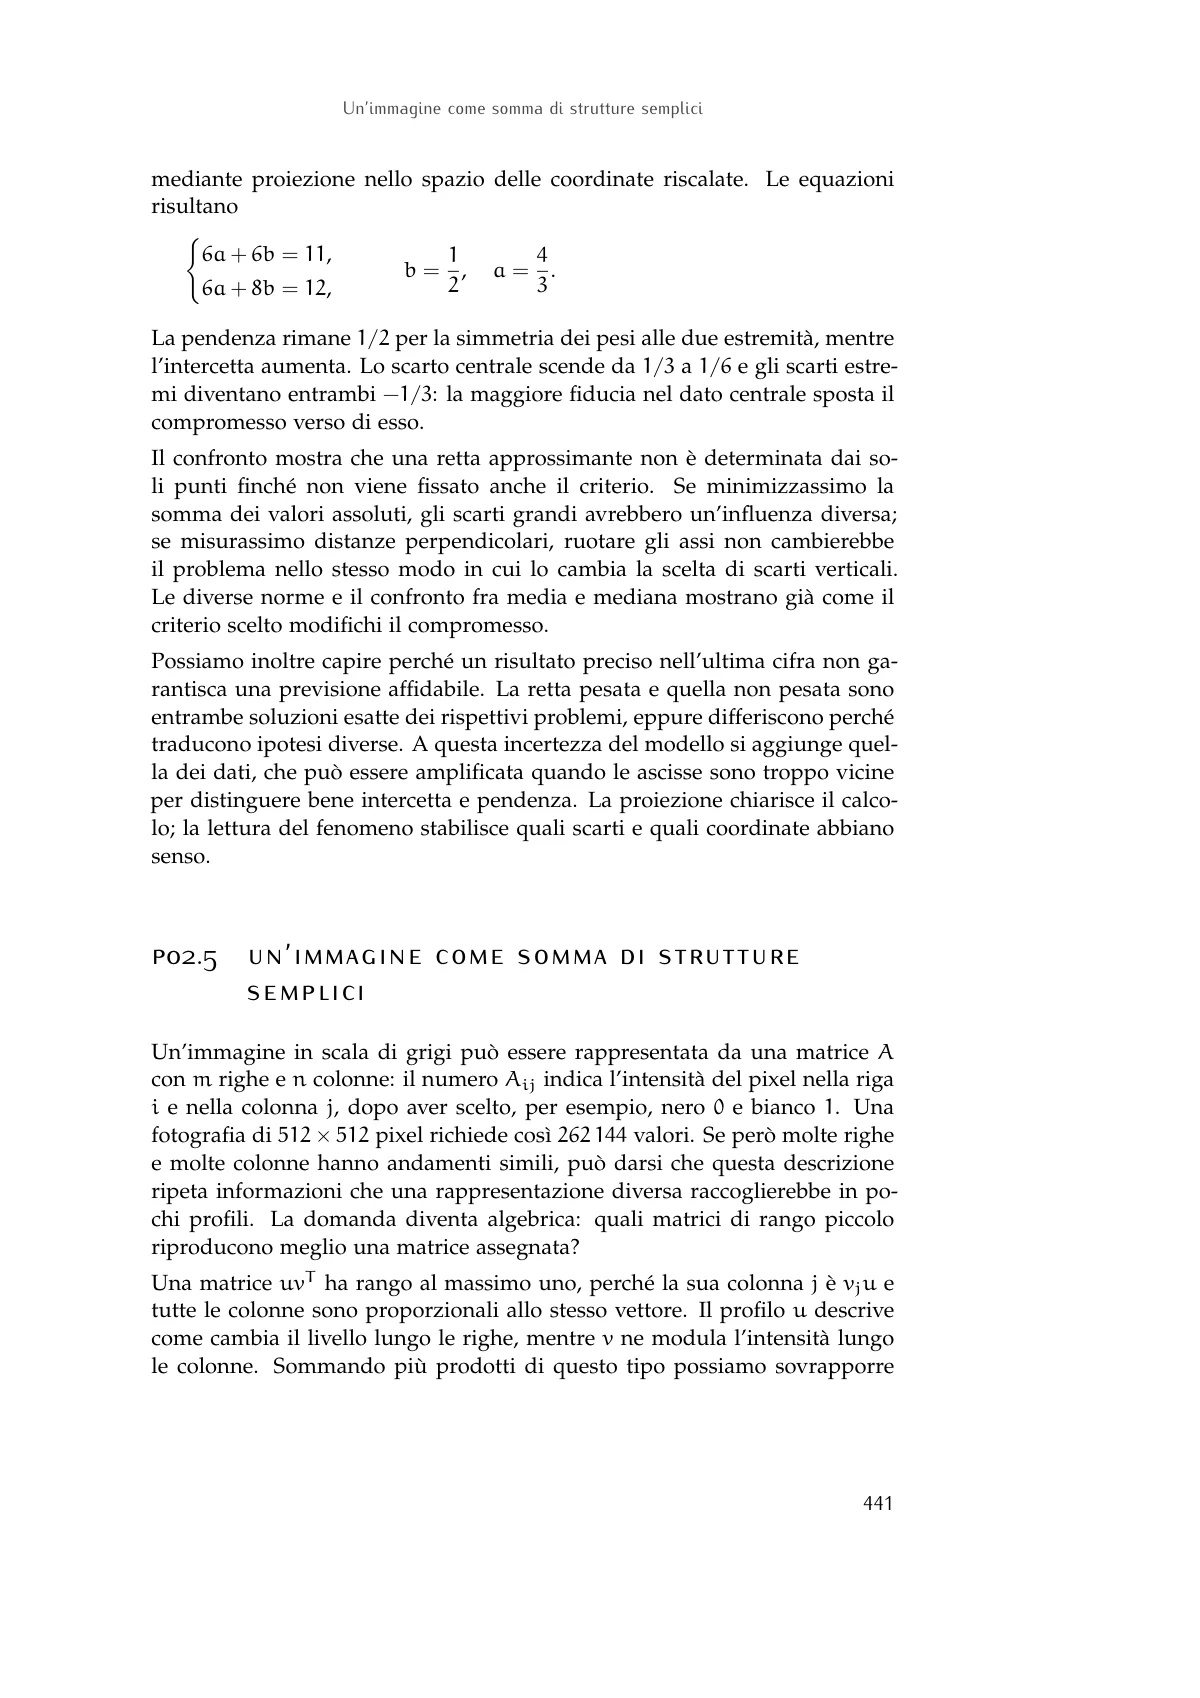 Un'immagine come somma di strutture semplici
mediante proiezione nello spazio delle coordinate riscalate. Le equazioni
risultano
{6a + 6b = 11,
6a + 8b = 12,
b = 1/2, a = 4/3.
La pendenza rimane 1/2 per la simmetria dei pesi alle due estremità, mentre
l'intercetta aumenta. Lo scarto centrale scende da 1/3 a 1/6 e gli scarti estre-
mi diventano entrambi −1/3: la maggiore fiducia nel dato centrale sposta il
compromesso verso di esso.
Il confronto mostra che una retta approssimante non è determinata dai so-
li punti finché non viene fissato anche il criterio. Se minimizzassimo la
somma dei valori assoluti, gli scarti grandi avrebbero un'influenza diversa;
se misurassimo distanze perpendicolari, ruotare gli assi non cambierebbe
il problema nello stesso modo in cui lo cambia la scelta di scarti verticali.
Le diverse norme e il confronto fra media e mediana mostrano già come il
criterio scelto modifichi il compromesso.
Possiamo inoltre capire perché un risultato preciso nell'ultima cifra non ga-
rantisca una previsione affidabile. La retta pesata e quella non pesata sono
entrambe soluzioni esatte dei rispettivi problemi, eppure differiscono perché
traducono ipotesi diverse. A questa incertezza del modello si aggiunge quel-
la dei dati, che può essere amplificata quando le ascisse sono troppo vicine
per distinguere bene intercetta e pendenza. La proiezione chiarisce il calco-
lo; la lettura del fenomeno stabilisce quali scarti e quali coordinate abbiano
senso.
P02.5 UN'IMMAGINE COME SOMMA DI STRUTTURE
SEMPLICI
Un'immagine in scala di grigi può essere rappresentata da una matrice A
con m righe e n colonne: il numero A_ij indica l'intensità del pixel nella riga
i e nella colonna j, dopo aver scelto, per esempio, nero 0 e bianco 1. Una
fotografia di 512 × 512 pixel richiede così 262 144 valori. Se però molte righe
e molte colonne hanno andamenti simili, può darsi che questa descrizione
ripeta informazioni che una rappresentazione diversa raccoglierebbe in po-
chi profili. La domanda diventa algebrica: quali matrici di rango piccolo
riproducono meglio una matrice assegnata?
Una matrice uv^T ha rango al massimo uno, perché la sua colonna j è v_j u e
tutte le colonne sono proporzionali allo stesso vettore. Il profilo u descrive
come cambia il livello lungo le righe, mentre v ne modula l'intensità lungo
le colonne. Sommando più prodotti di questo tipo possiamo sovrapporre
441